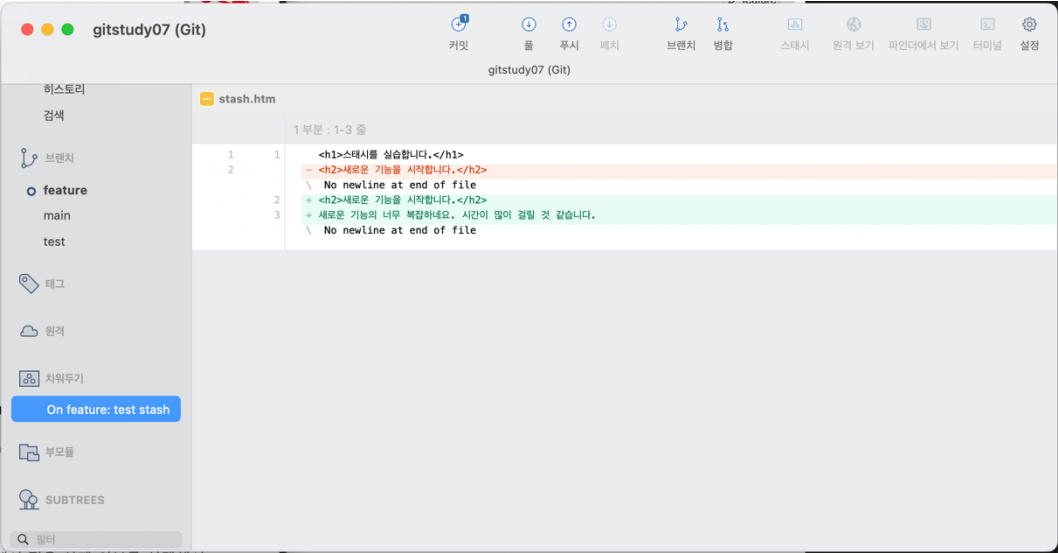 gitstudy07 (Git)
1
커밋
풀
푸시
패치
브랜치
병합
스태시
원격 보기
파인더에서 보기
터미널
설정
gitstudy07 (Git)
히스토리
검색
브랜치
feature
main
test
태그
원격
치워두기
On feature: test stash
부모듈
SUBTREES
필터
stash.htm
1 부분 : 1-3 줄
1 1 <h1>스태시를 실습합니다.</h1>
2 - <h2>새로운 기능을 시작합니다.</h2>
\ No newline at end of file
2 + <h2>새로운 기능을 시작합니다.</h2>
3 + 새로운 기능의 너무 복잡하네요. 시간이 많이 걸릴 것 같습니다.
\ No newline at end of file